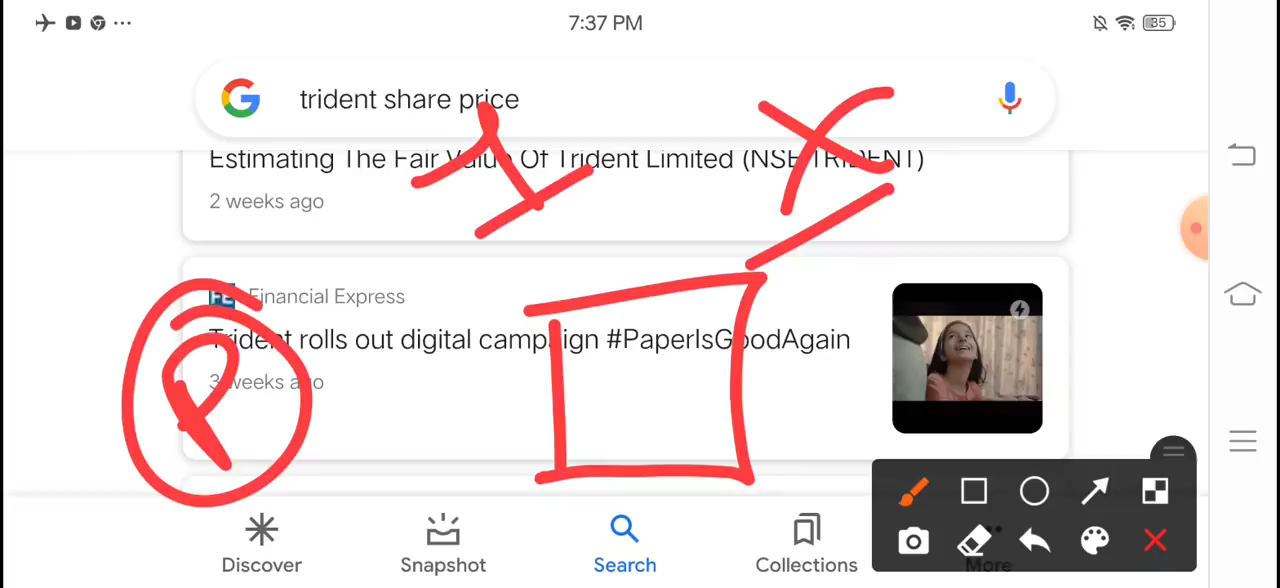 7:37 PM
85
trident share price
Estimating The Fair Value Of Trident Limited (NSE:TRIDENT)
2 weeks ago
FE Financial Express
Trident rolls out digital campaign #PaperIsGoodAgain
3 weeks ago
P
Discover
Snapshot
Search
Collections
More